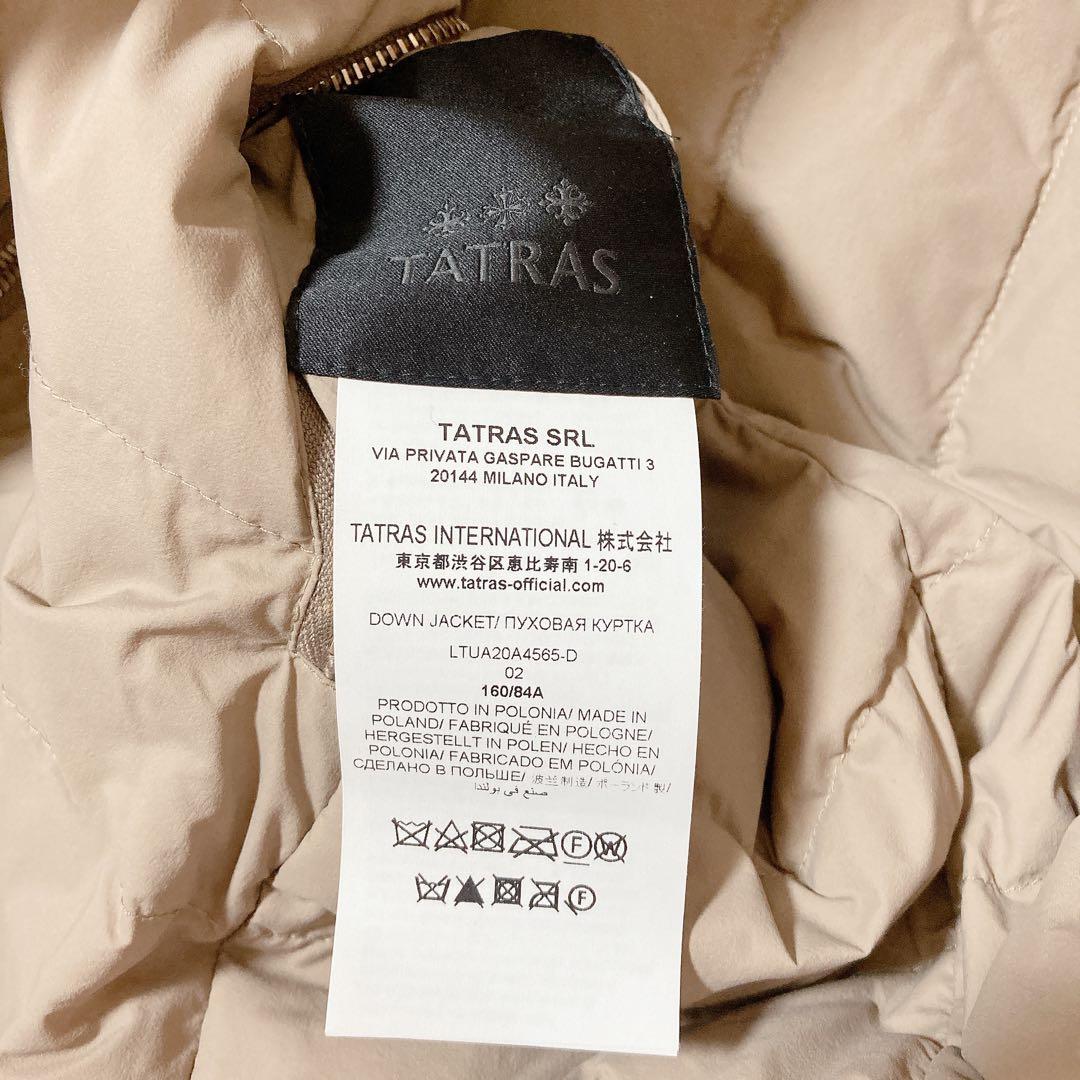 TATRAS
TATRAS SRL
VIA PRIVATA GASPARE BUGATTI 3
20144 MILANO ITALY
TATRAS INTERNATIONAL 株式会社
東京都渋谷区恵比寿南 1-20-6
www.tatras-official.com
DOWN JACKET/ ПУХОВАЯ КУРТКА
LTUA20A4565-D
02
160/84A
PRODOTTO IN POLONIA/ MADE IN
POLAND/ FABRIQUÉ EN POLOGNE/
HERGESTELLT IN POLEN/ HECHO EN
POLONIA/ FABRICADO EM POLÓNIA/
СДЕЛАНО В ПОЛЬШЕ/ 波兰制造/ ポーランド製/
صنع في بولندا
F W
F